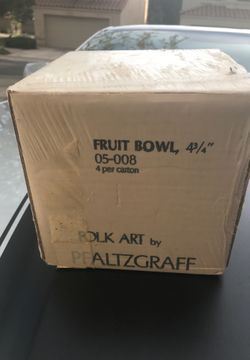 FRUIT BOWL, 4¾"
05-008
4 per carton
FOLK ART by
PFALTZGRAFF